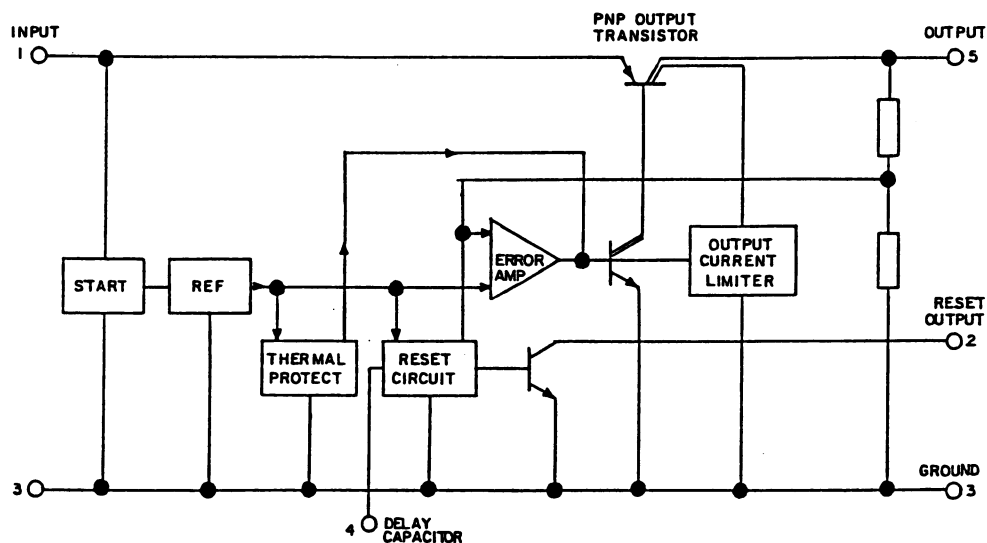 PNP OUTPUT
TRANSISTOR
INPUT
1
OUTPUT
5
START
REF
ERROR
AMP
OUTPUT
CURRENT
LIMITER
THERMAL
PROTECT
RESET
CIRCUIT
RESET
OUTPUT
2
3
GROUND
3
4
DELAY
CAPACITOR